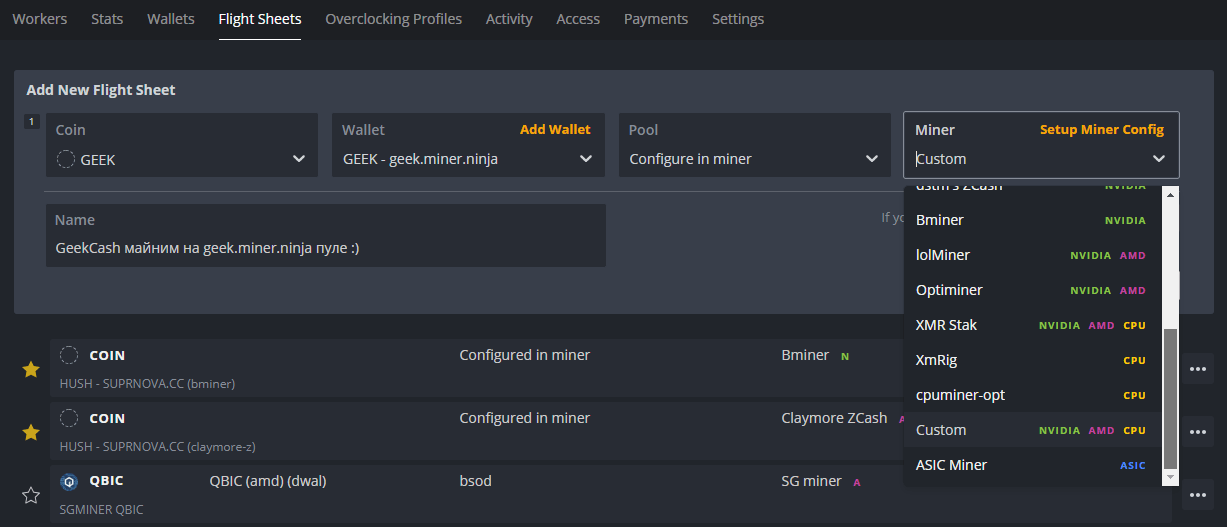 Workers Stats Wallets Flight Sheets Overclocking Profiles Activity Access Payments Settings
Add New Flight Sheet
1
Coin
GEEK
Wallet Add Wallet
GEEK - geek.miner.ninja
Pool
Configure in miner
Miner Setup Miner Config
Custom
dstm's ZCash NVIDIA
Bminer NVIDIA
lolMiner NVIDIA AMD
Optiminer NVIDIA AMD
XMR Stak NVIDIA AMD CPU
XmRig CPU
cpuminer-opt CPU
Custom NVIDIA AMD CPU
ASIC Miner ASIC
Name
GeekCash майним на geek.miner.ninja пуле :)
If
COIN Configured in miner Bminer N
HUSH - SUPRNOVA.CC (bminer)
COIN Configured in miner Claymore ZCash A
HUSH - SUPRNOVA.CC (claymore-z)
QBIC QBIC (amd) (dwal) bsod SG miner A
SGMINER QBIC